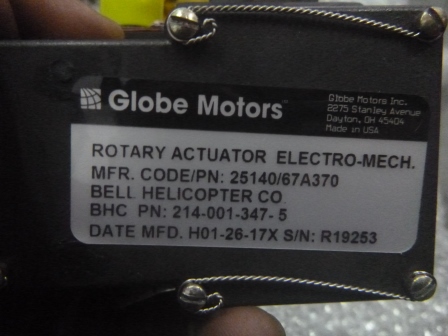 Globe Motors
Globe Motors Inc.
2275 Stanley Avenue
Dayton, OH 45404
Made in USA
ROTARY ACTUATOR ELECTRO-MECH.
MFR. CODE/PN: 25140/67A370
BELL HELICOPTER CO
BHC PN: 214-001-347-5
DATE MFD. H01-26-17X S/N: R19253